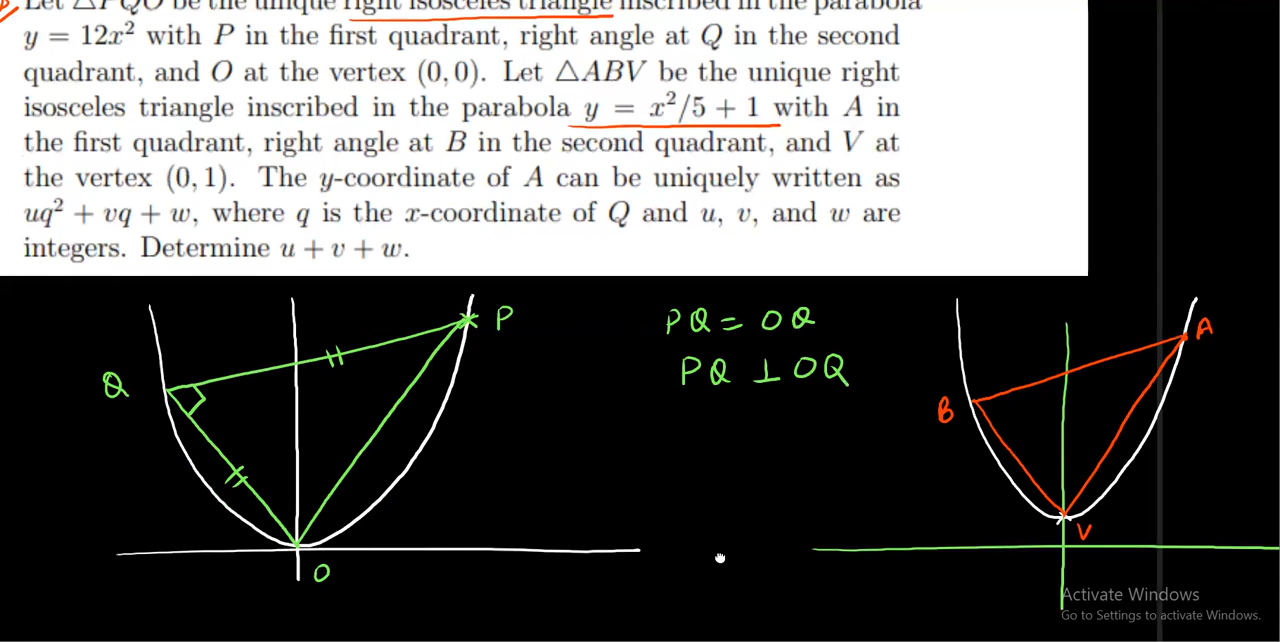 Let △PQO be the unique right isosceles triangle inscribed in the parabola
y = 12x² with P in the first quadrant, right angle at Q in the second
quadrant, and O at the vertex (0, 0). Let △ABV be the unique right
isosceles triangle inscribed in the parabola y = x²/5 + 1 with A in
the first quadrant, right angle at B in the second quadrant, and V at
the vertex (0, 1). The y-coordinate of A can be uniquely written as
uq² + vq + w, where q is the x-coordinate of Q and u, v, and w are
integers. Determine u + v + w.
P
Q
O
PQ = OQ
PQ ⊥ OQ
A
B
V
Activate Windows
Go to Settings to activate Windows.